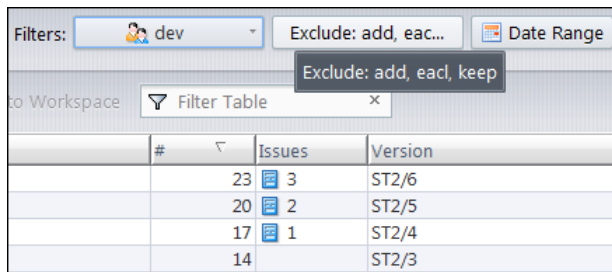 Filters: dev Exclude: add, eac... Date Range
Exclude: add, eacl, keep
to Workspace Filter Table ×
# Issues Version
23 3 ST2/6
20 2 ST2/5
17 1 ST2/4
14 ST2/3